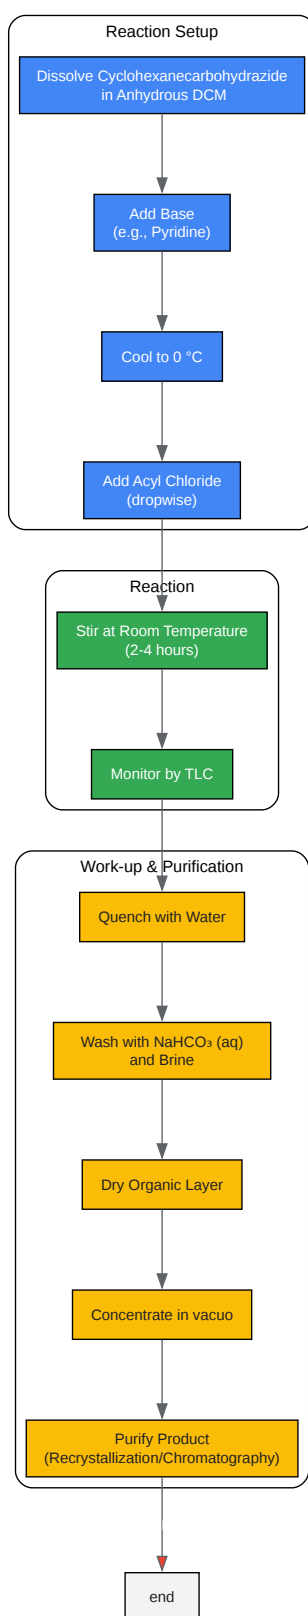 Reaction Setup
Dissolve Cyclohexanecarbohydrazide
in Anhydrous DCM
Add Base
(e.g., Pyridine)
Cool to 0 °C
Add Acyl Chloride
(dropwise)
Reaction
Stir at Room Temperature
(2-4 hours)
Monitor by TLC
Work-up & Purification
Quench with Water
Wash with NaHCO₃ (aq)
and Brine
Dry Organic Layer
Concentrate in vacuo
Purify Product
(Recrystallization/Chromatography)
end